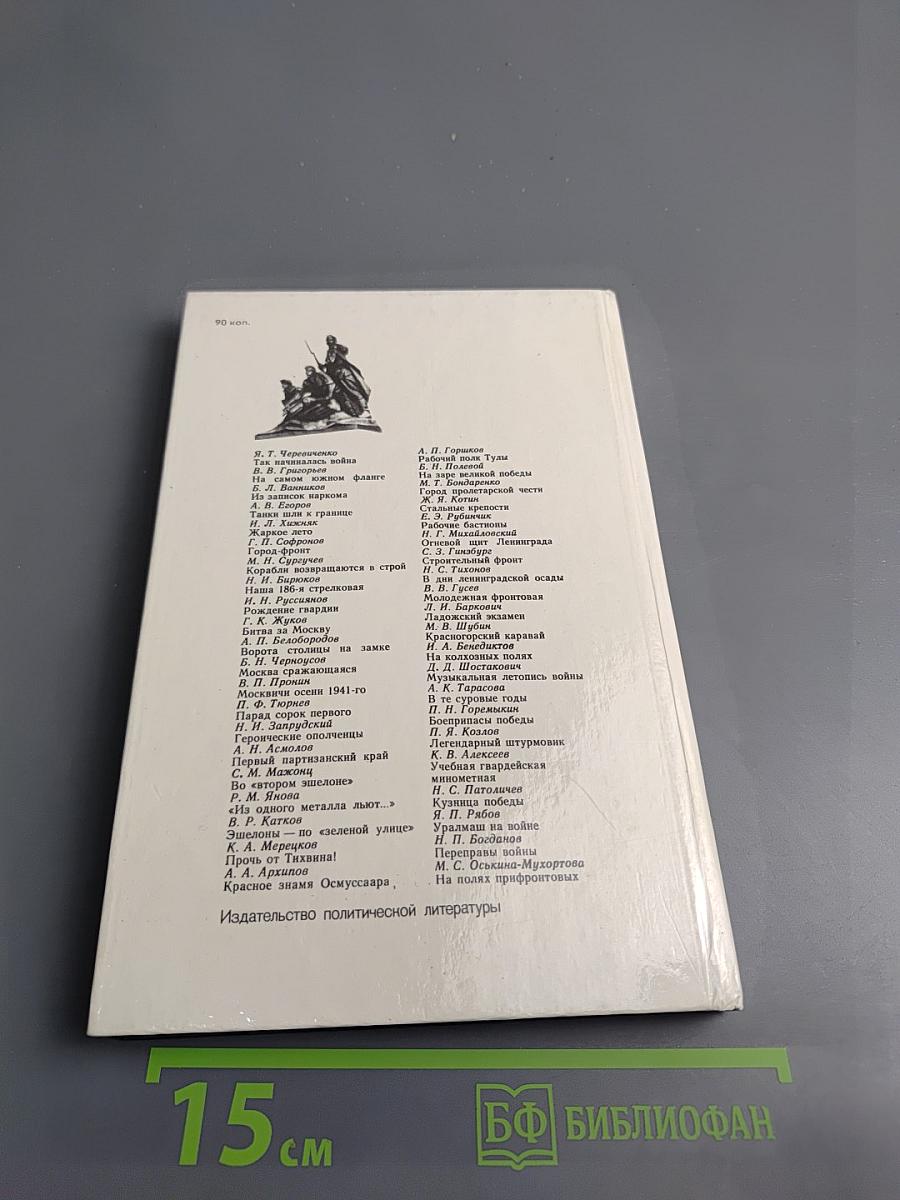 90 коп.
Я. Т. Черевиченко
Так начиналась война
В. В. Григорьев
На самом южном фланге
Б. Л. Ванников
Из записок наркома
А. В. Егоров
Танки шли к границе
И. Л. Хижняк
Жаркое лето
Г. П. Софронов
Город-фронт
М. Н. Сургучев
Корабли возвращаются в строй
Н. И. Бирюков
Наша 186-я стрелковая
И. Н. Руссиянов
Рождение гвардии
Г. К. Жуков
Битва за Москву
А. П. Белобородов
Ворота столицы на замке
Б. Н. Черноусов
Москва сражающаяся
В. П. Пронин
Москвичи осени 1941-го
П. Ф. Тюрнев
Парад сорок первого
Н. И. Запрудский
Героические ополченцы
А. Н. Асмолов
Первый партизанский край
С. М. Мажонц
Во «втором эшелоне»
Р. М. Янова
«Из одного металла льют...»
В. Р. Катков
Эшелоны — по «зеленой улице»
К. А. Мерецков
Прочь от Тихвина!
А. А. Архипов
Красное знамя Осмуссаара,
А. П. Горшков
Рабочий полк Тулы
Б. Н. Полевой
На заре великой победы
М. Т. Бондаренко
Город пролетарской чести
Ж. Я. Котин
Стальные крепости
Е. Э. Рубинчик
Рабочие бастионы
Н. Г. Михайловский
Огневой щит Ленинграда
С. З. Гинзбург
Строительный фронт
Н. С. Тихонов
В дни ленинградской осады
В. В. Гусев
Молодежная фронтовая
Л. И. Баркович
Ладожский экзамен
М. В. Шубин
Красногорский каравай
И. А. Бенедиктов
На колхозных полях
Д. Д. Шостакович
Музыкальная летопись войны
А. К. Тарасова
В те суровые годы
П. Н. Горемыкин
Боеприпасы победы
П. Я. Козлов
Легендарный штурмовик
К. В. Алексеев
Учебная гвардейская
минометная
Н. С. Патоличев
Кузница победы
Я. П. Рябов
Уралмаш на войне
Н. П. Богданов
Переправы войны
М. С. Оськина-Мухортова
На полях прифронтовых
Издательство политической литературы
15 см
БФ БИБЛИОФАН